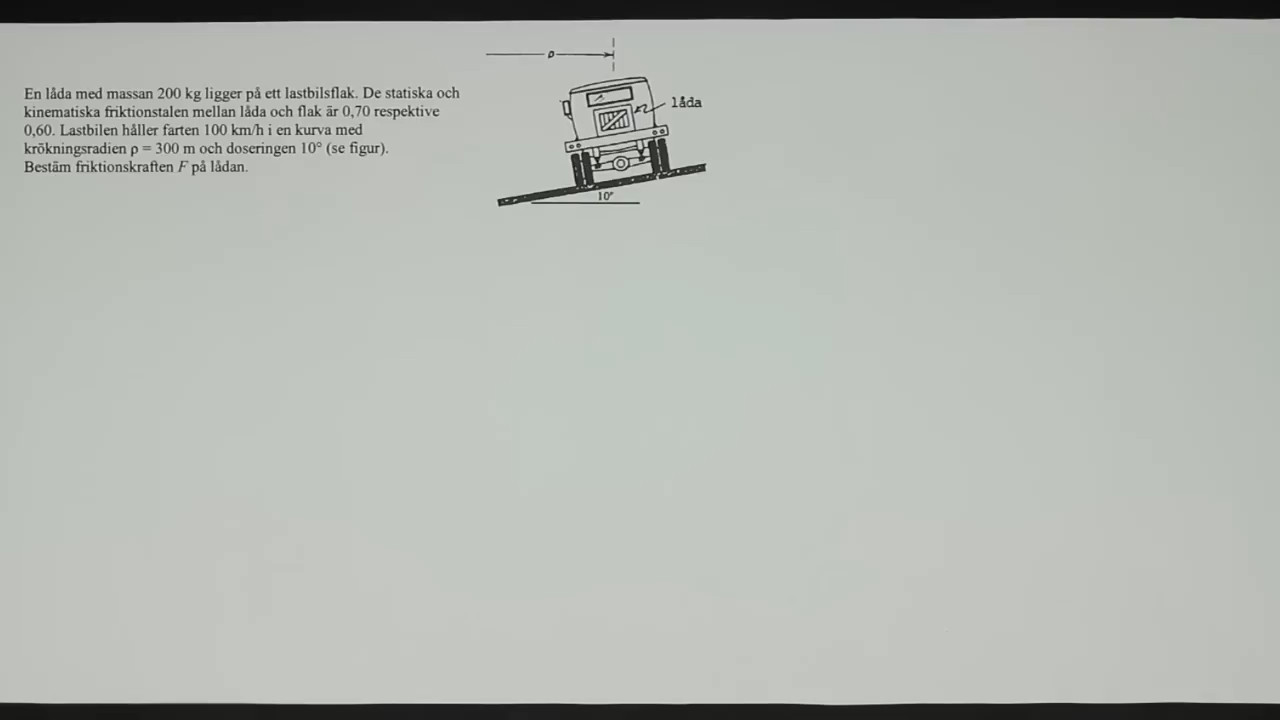 ρ
låda
En låda med massan 200 kg ligger på ett lastbilsflak. De statiska och
kinematiska friktionstalen mellan låda och flak är 0,70 respektive
0,60. Lastbilen håller farten 100 km/h i en kurva med
krökningsradien ρ = 300 m och doseringen 10° (se figur).
Bestäm friktionskraften F på lådan.
10°